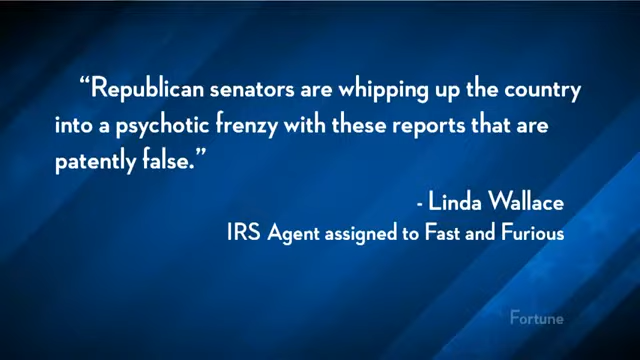 “Republican senators are whipping up the country
into a psychotic frenzy with these reports that are
patently false.”
- Linda Wallace
IRS Agent assigned to Fast and Furious
Fortune